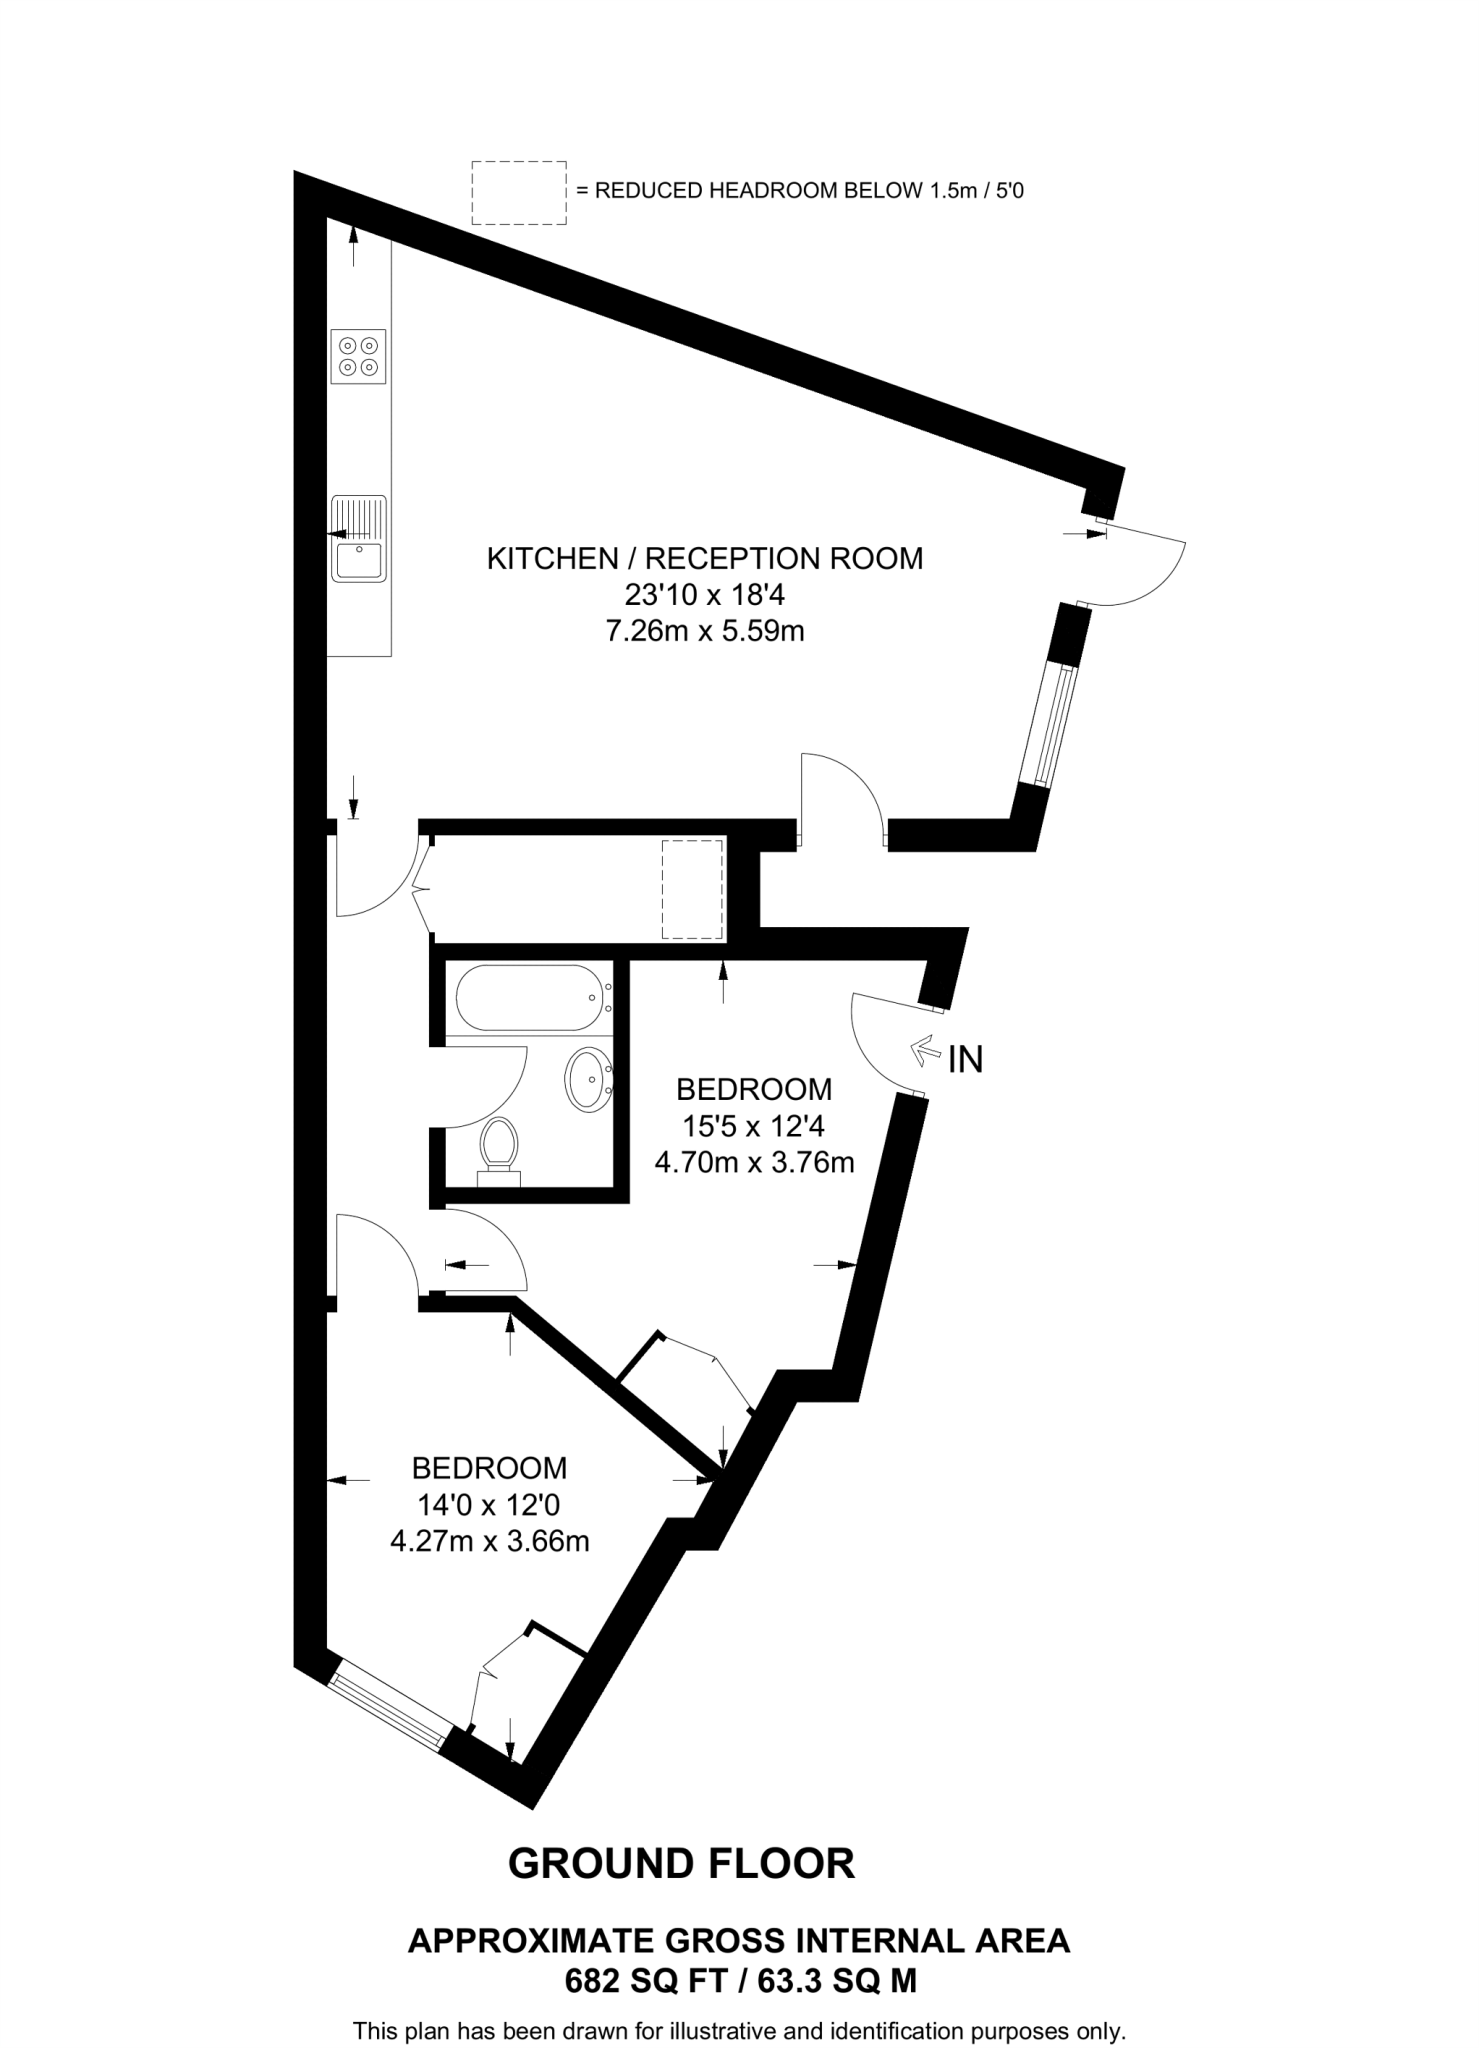 = REDUCED HEADROOM BELOW 1.5m / 5'0
KITCHEN / RECEPTION ROOM
23'10 x 18'4
7.26m x 5.59m
IN
BEDROOM
15'5 x 12'4
4.70m x 3.76m
BEDROOM
14'0 x 12'0
4.27m x 3.66m
GROUND FLOOR
APPROXIMATE GROSS INTERNAL AREA
682 SQ FT / 63.3 SQ M
This plan has been drawn for illustrative and identification purposes only.